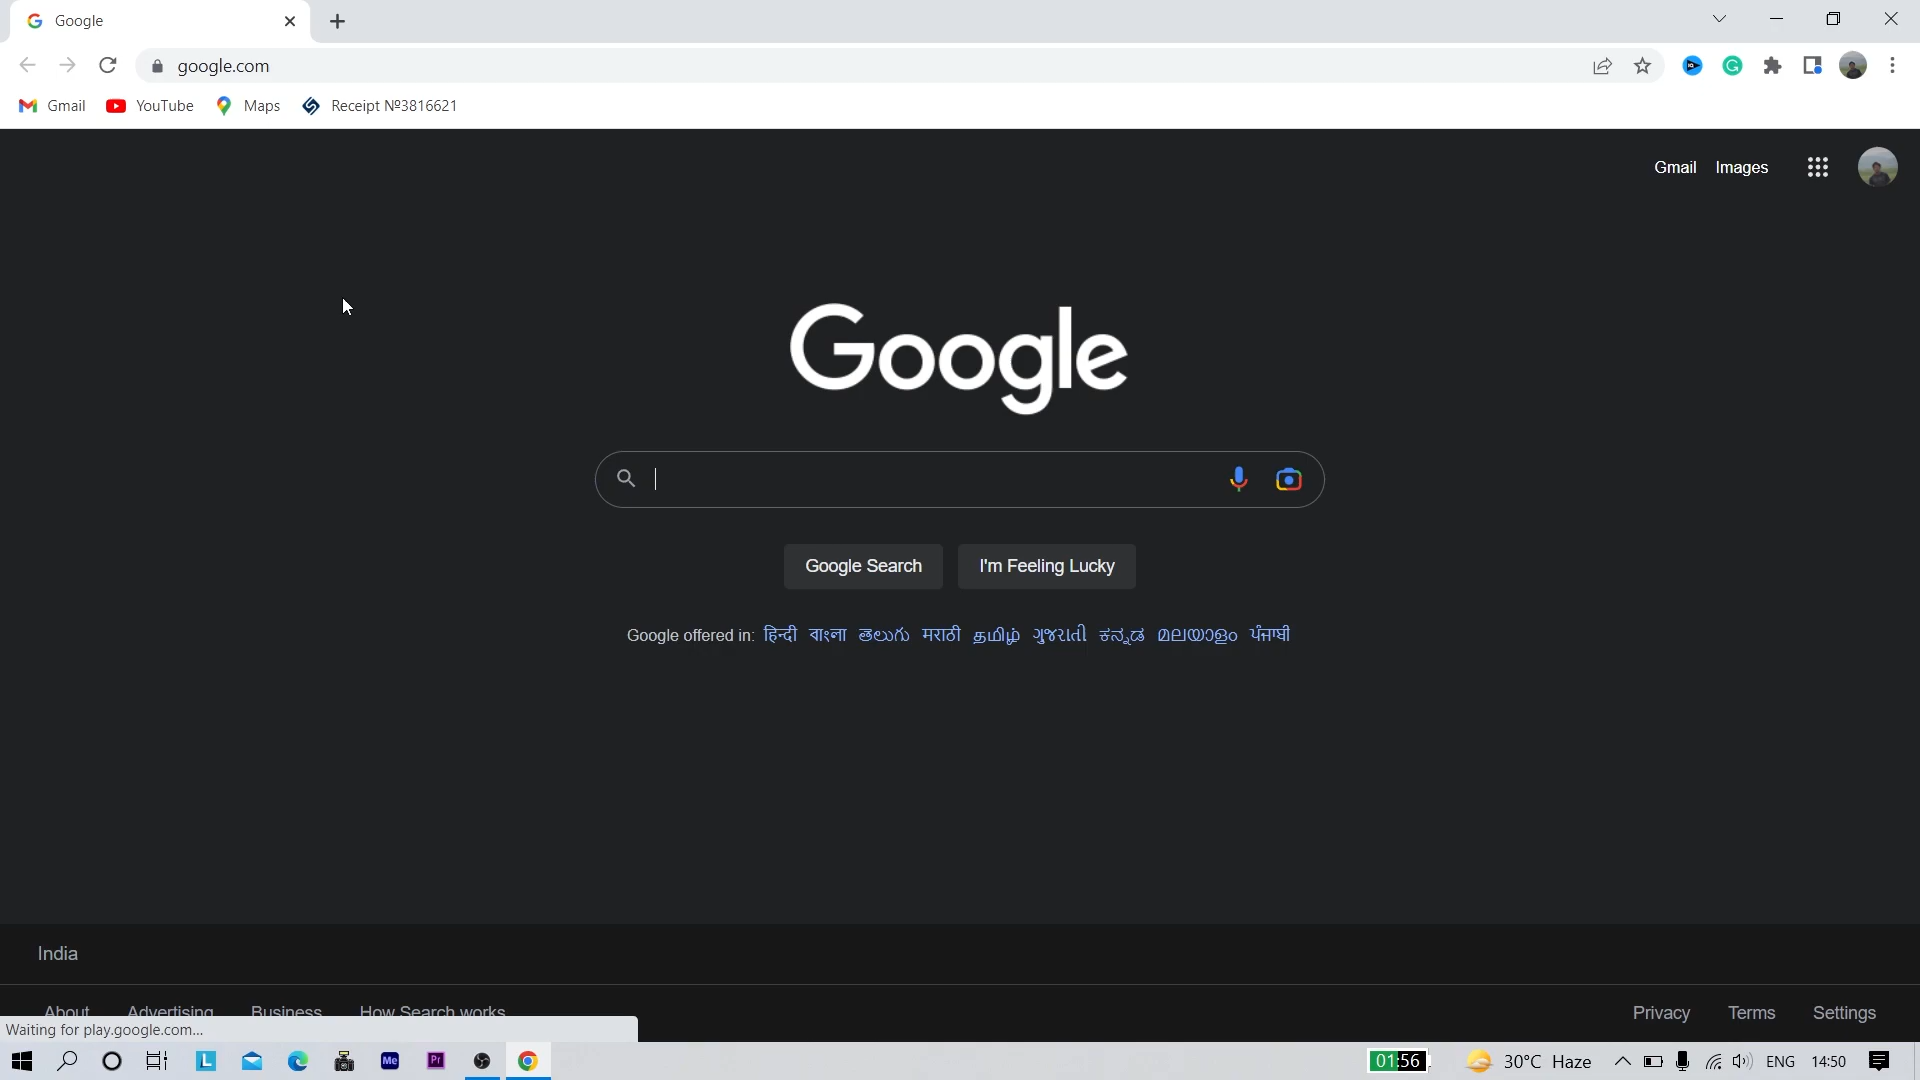 Google
google.com
Gmail YouTube Maps Receipt №3816621
Gmail Images
Google
Google Search I'm Feeling Lucky
Google offered in: हिन्दी বাংলা తెలుగు मराठी தமிழ் ગુજરાતી ಕನ್ನಡ മലയാളം ਪੰਜਾਬੀ
India
About Advertising Business How Search works Privacy Terms Settings
Waiting for play.google.com...
L Me Pr 01:56 30°C Haze ENG 14:50